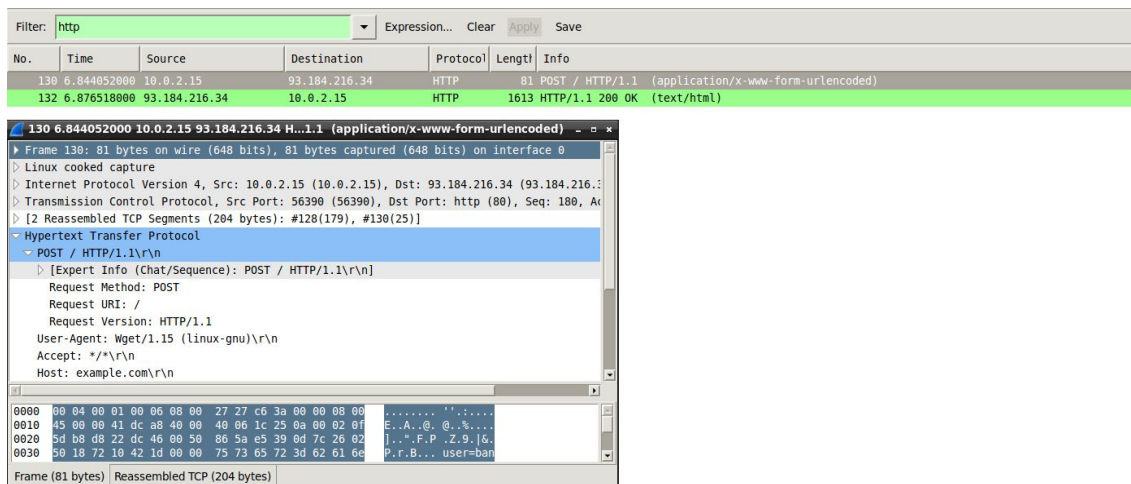 Filter: http Expression... Clear Apply Save
No. Time Source Destination Protocol Length Info
130 6.844052000 10.0.2.15 93.184.216.34 HTTP 81 POST / HTTP/1.1 (application/x-www-form-urlencoded)
132 6.876518000 93.184.216.34 10.0.2.15 HTTP 1613 HTTP/1.1 200 OK (text/html)
130 6.844052000 10.0.2.15 93.184.216.34 H...1.1 (application/x-www-form-urlencoded)
Frame 130: 81 bytes on wire (648 bits), 81 bytes captured (648 bits) on interface 0
Linux cooked capture
Internet Protocol Version 4, Src: 10.0.2.15 (10.0.2.15), Dst: 93.184.216.34 (93.184.216.3
Transmission Control Protocol, Src Port: 56390 (56390), Dst Port: http (80), Seq: 180, Ac
[2 Reassembled TCP Segments (204 bytes): #128(179), #130(25)]
Hypertext Transfer Protocol
POST / HTTP/1.1\r\n
[Expert Info (Chat/Sequence): POST / HTTP/1.1\r\n]
Request Method: POST
Request URI: /
Request Version: HTTP/1.1
User-Agent: Wget/1.15 (linux-gnu)\r\n
Accept: */*\r\n
Host: example.com\r\n
0000 00 04 00 01 00 06 08 00 27 27 c6 3a 00 00 08 00 ........ ''.:....
0010 45 00 00 41 dc a8 40 00 40 06 1c 25 0a 00 02 0f E..A..@. @..%....
0020 5d b8 d8 22 dc 46 00 50 86 5a e5 39 0d 7c 26 02 ]..".F.P .Z.9.|&.
0030 50 18 72 10 42 1d 00 00 75 73 65 72 3d 62 61 6e P.r.B... user=ban
Frame (81 bytes) Reassembled TCP (204 bytes)